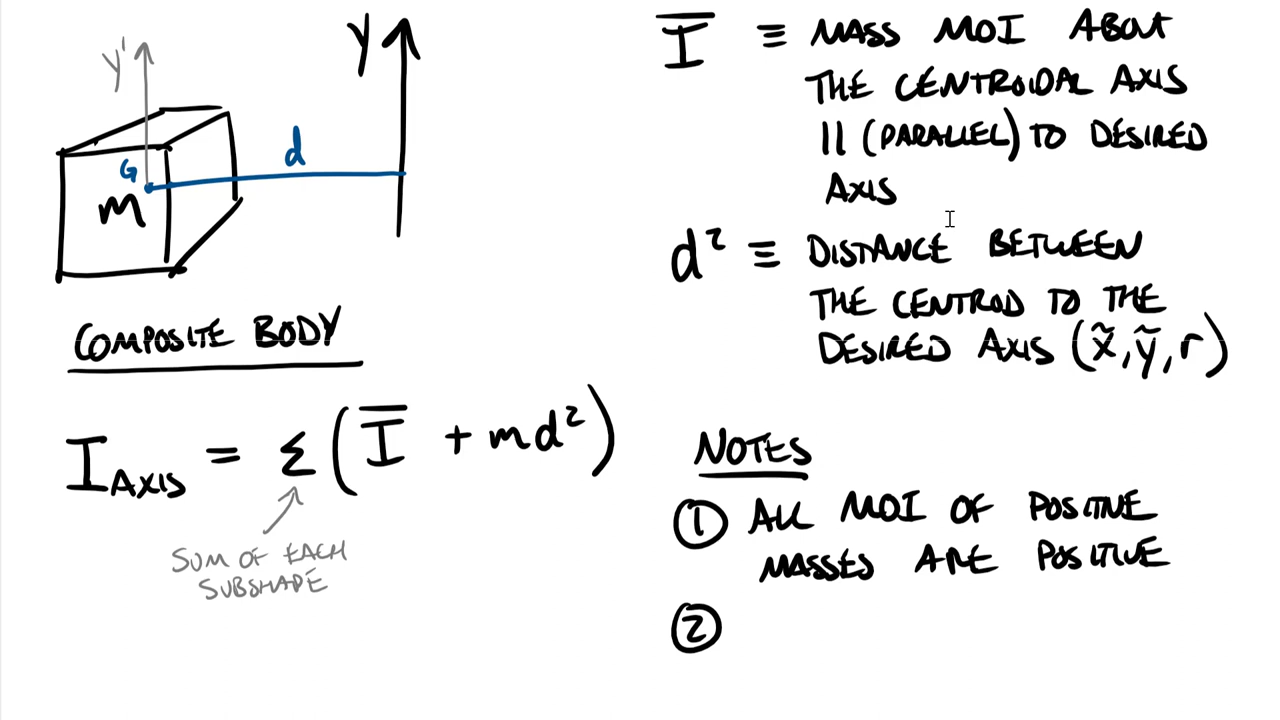 y'
y
G
d
m
COMPOSITE BODY
I_AXIS = Σ(Ī + md²)
SUM OF EACH
SUBSHAPE
Ī ≡ MASS MOI ABOUT
THE CENTROIDAL AXIS
|| (PARALLEL) TO DESIRED
AXIS
d² ≡ DISTANCE BETWEEN
THE CENTROD TO THE
DESIRED AXIS (x̃, ỹ, r)
NOTES
① ALL MOI OF POSITIVE
MASSES ARE POSITIVE
②